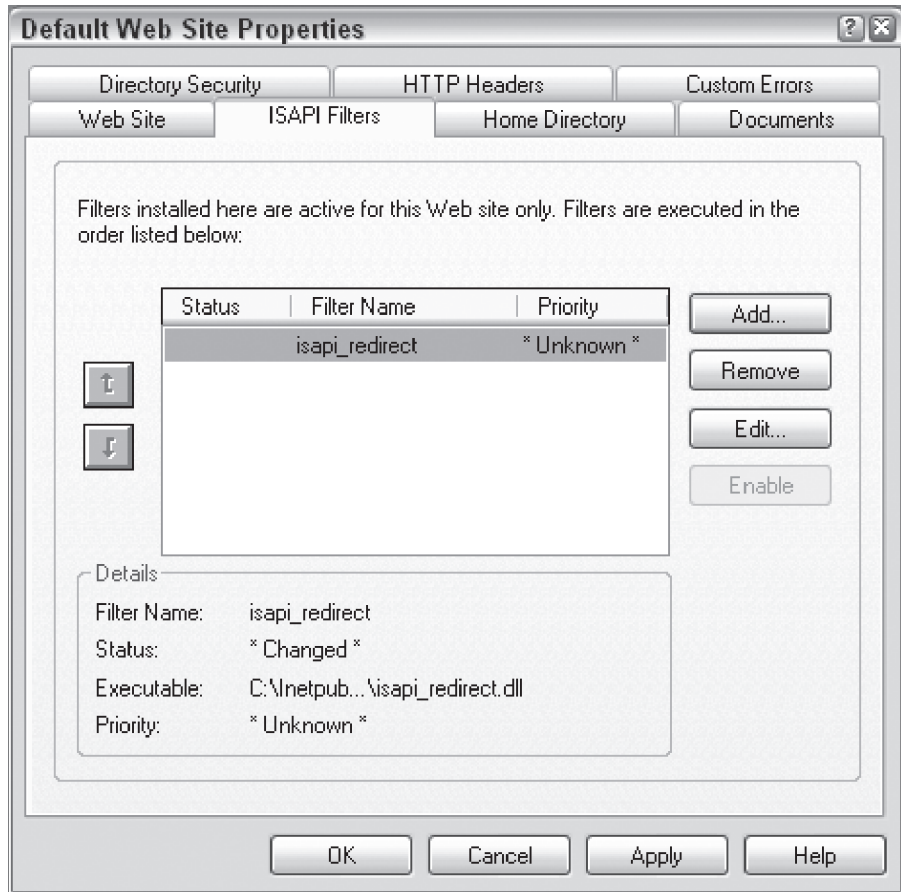 Default Web Site Properties
Directory Security
HTTP Headers
Custom Errors
Web Site
ISAPI Filters
Home Directory
Documents
Filters installed here are active for this Web site only. Filters are executed in the
order listed below:
Status
Filter Name
Priority
isapi_redirect
* Unknown *
Add...
Remove
Edit...
Enable
Details
Filter Name: isapi_redirect
Status: * Changed *
Executable: C:\Inetpub...\isapi_redirect.dll
Priority: * Unknown *
OK
Cancel
Apply
Help